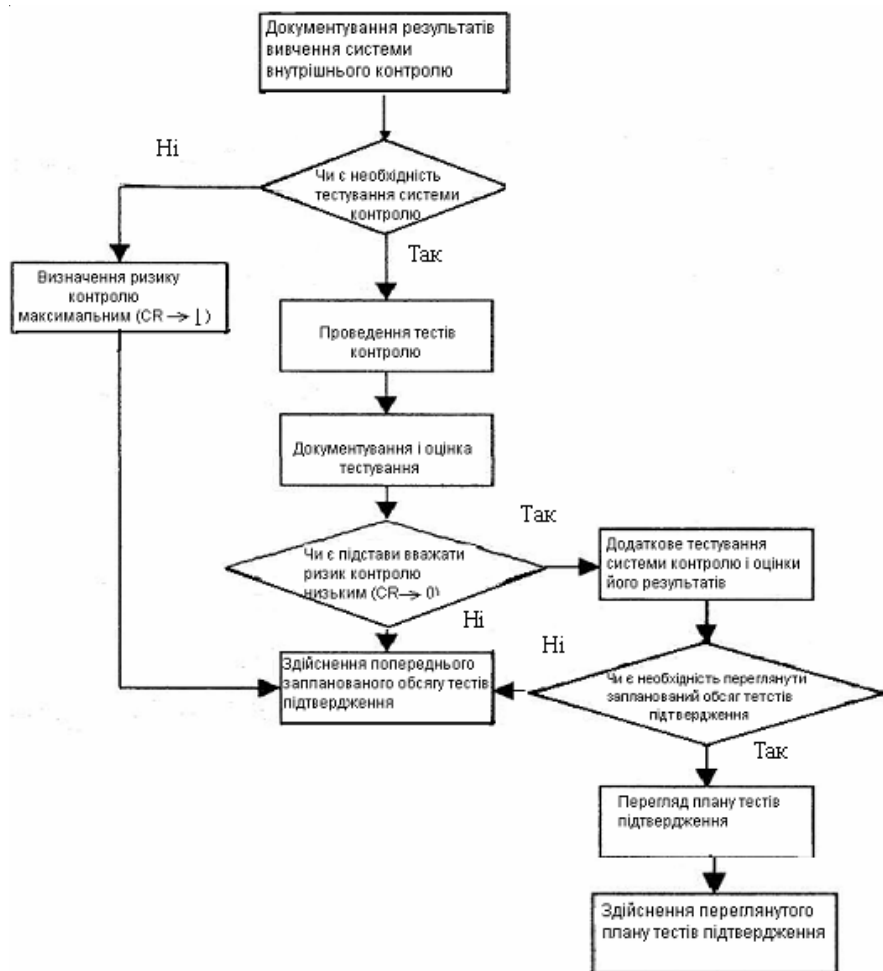 Документування результатів
вивчення системи
внутрішнього контролю
Ні
Чи є необхідність
тестування системи
контролю
Так
Визначення ризику
контролю
максимальним (CR → 1)
Проведення тестів
контролю
Документування і оцінка
тестування
Так
Чи є підстави вважати
ризик контролю
низьким (CR → 0)
Додаткове тестування
системи контролю і оцінки
його результатів
Ні
Здійснення попереднього
запланованого обсягу тестів
підтвердження
Ні
Чи є необхідність переглянути
запланований обсяг тетстів
підтвердження
Так
Перегляд плану тестів
підтвердження
Здійснення переглянутого
плану тестів підтвердження